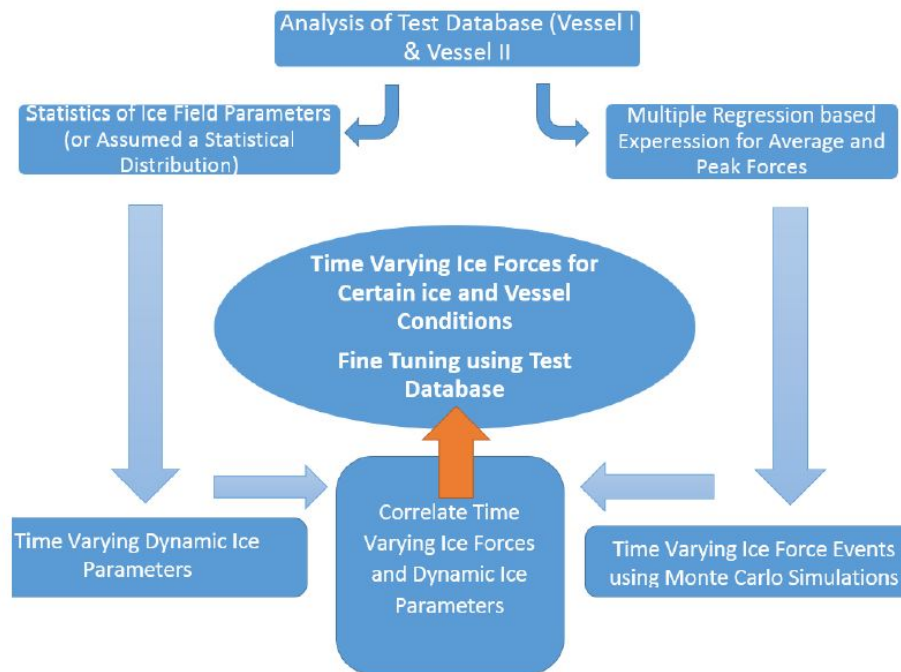 Analysis of Test Database (Vessel I
& Vessel II
Statistics of Ice Field Parameters
(or Assumed a Statistical
Distribution)
Multiple Regression based
Experession for Average and
Peak Forces
Time Varying Ice Forces for
Certain ice and Vessel
Conditions
Fine Tuning using Test
Database
Time Varying Dynamic Ice
Parameters
Correlate Time
Varying Ice Forces
and Dynamic Ice
Parameters
Time Varying Ice Force Events
using Monte Carlo Simulations